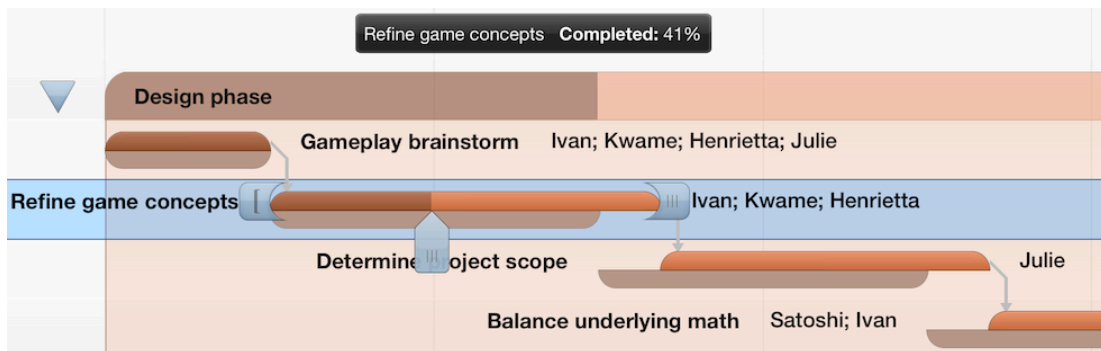 Refine game concepts Completed: 41%
Design phase
Gameplay brainstorm Ivan; Kwame; Henrietta; Julie
Refine game concepts Ivan; Kwame; Henrietta
Determine project scope Julie
Balance underlying math Satoshi; Ivan